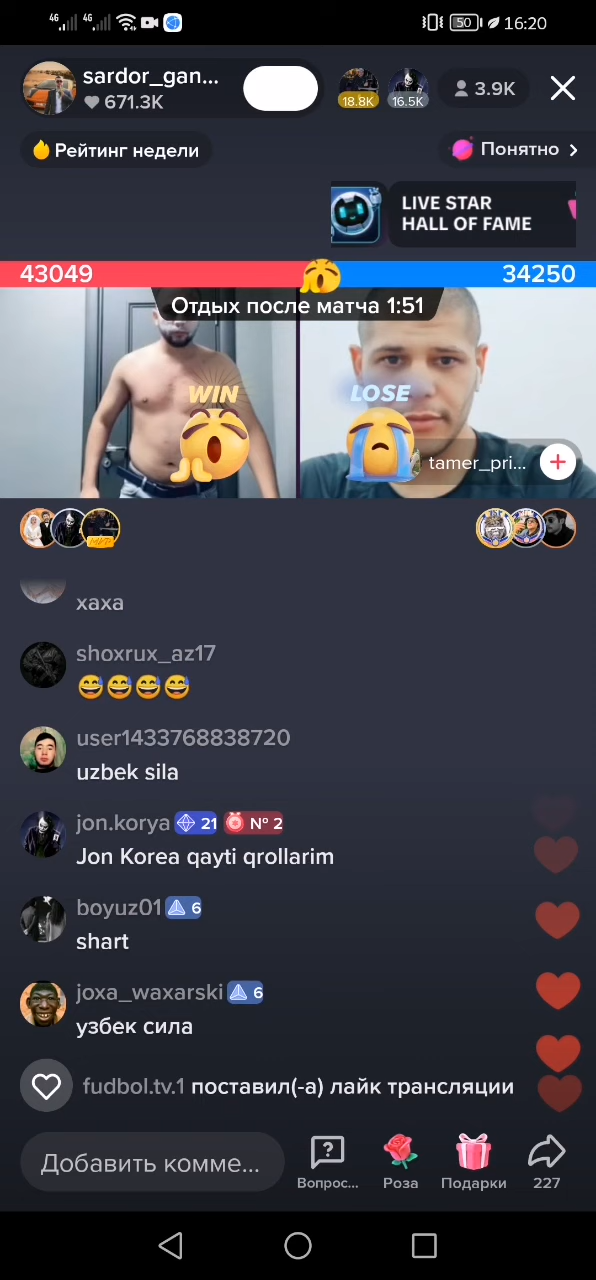 4G 4G 50 16:20
sardor_gan...
671.3K
18.8K 16.5K 3.9K
Рейтинг недели
Понятно
LIVE STAR
HALL OF FAME
43049 34250
Отдых после матча 1:51
WIN LOSE
tamer_pri...
xaxa
shoxrux_az17
user1433768838720
uzbek sila
jon.korya 21 № 2
Jon Korea qayti qrollarim
boyuz01 6
shart
joxa_waxarski 6
узбек сила
fudbol.tv.1 поставил(-а) лайк трансляции
Добавить комме...
Вопрос... Роза Подарки 227